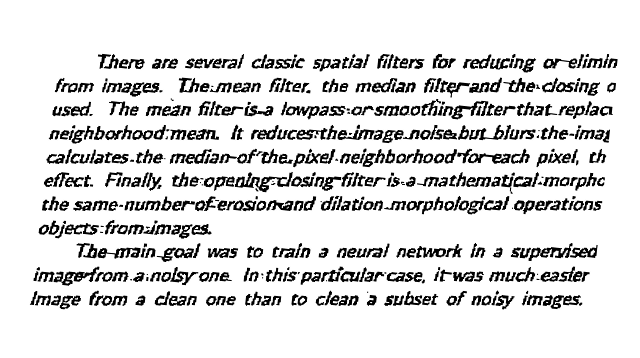 There are several classic spatial filters for reducing or elimin
from images. The mean filter, the median filter and the closing o
used. The mean filter is a lowpass or smoothing filter that replac
neighborhood mean. It reduces the image noise but blurs the imag
calculates the median of the pixel neighborhood for each pixel, th
effect. Finally, the opening closing filter is a mathematical morpho
the same number of erosion and dilation morphological operations
objects from images.
The main goal was to train a neural network in a supervised
image from a noisy one. In this particular case, it was much easier
image from a clean one than to clean a subset of noisy images.